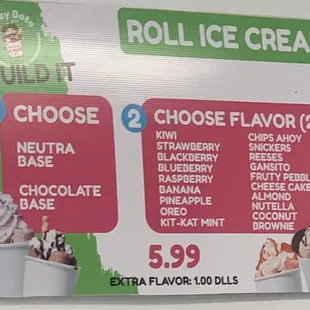 ROLL ICE CREA
zy Bara
UILD IT
CHOOSE
NEUTRA
BASE
CHOCOLATE
BASE
2 CHOOSE FLAVOR (2
KIWI
STRAWBERRY
BLACKBERRY
BLUEBERRY
RASPBERRY
BANANA
PINEAPPLE
OREO
KIT-KAT MINT
CHIPS AHOY
SNICKERS
REESES
GANSITO
FRUTY PEBBL
CHEESE CAKE
ALMOND
NUTELLA
COCONUT
BROWNIE
5.99
EXTRA FLAVOR: 1.00 DLLS